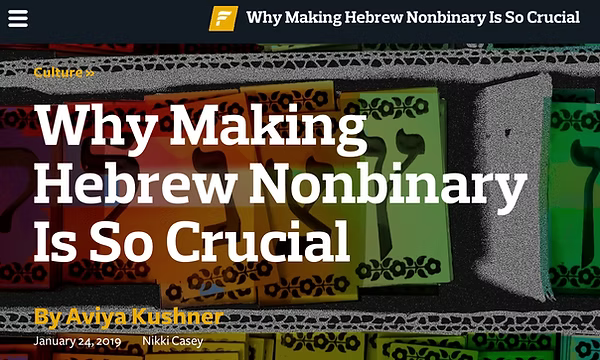 Why Making Hebrew Nonbinary Is So Crucial
Culture »
Why Making
Hebrew Nonbinary
Is So Crucial
By Aviya Kushner
January 24, 2019 Nikki Casey